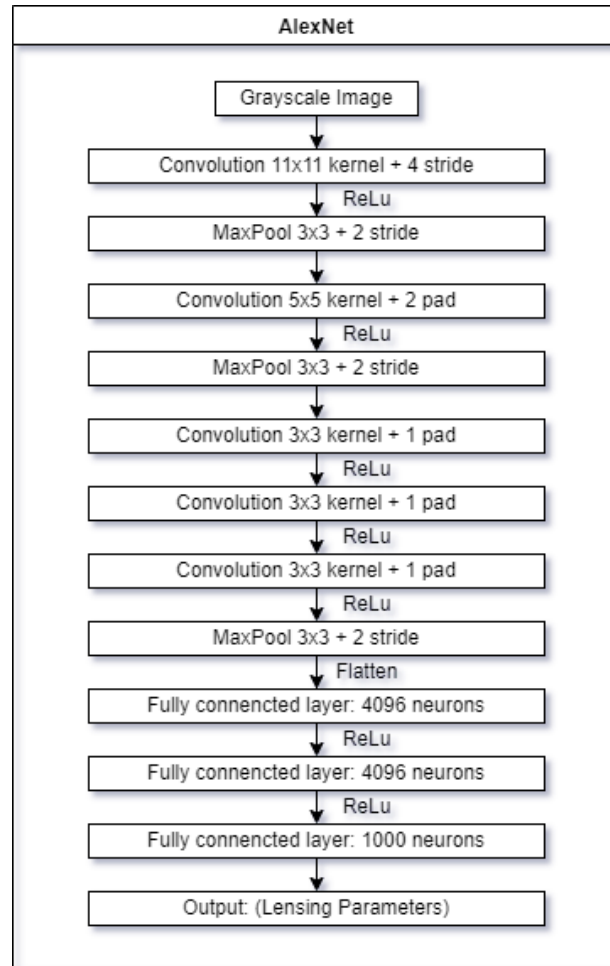 AlexNet
Grayscale Image
Convolution 11x11 kernel + 4 stride
ReLu
MaxPool 3x3 + 2 stride
Convolution 5x5 kernel + 2 pad
ReLu
MaxPool 3x3 + 2 stride
Convolution 3x3 kernel + 1 pad
ReLu
Convolution 3x3 kernel + 1 pad
ReLu
Convolution 3x3 kernel + 1 pad
ReLu
MaxPool 3x3 + 2 stride
Flatten
Fully connencted layer: 4096 neurons
ReLu
Fully connencted layer: 4096 neurons
ReLu
Fully connencted layer: 1000 neurons
Output: (Lensing Parameters)